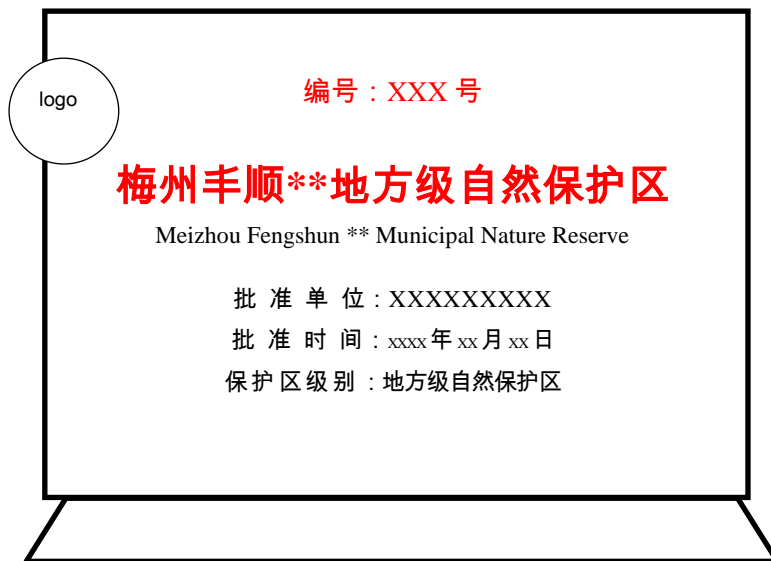 logo
编号：XXX 号
梅州丰顺**地方级自然保护区
Meizhou Fengshun ** Municipal Nature Reserve
批 准 单 位：XXXXXXXXX
批 准 时 间：xxxx 年 xx 月 xx 日
保护区级别：地方级自然保护区